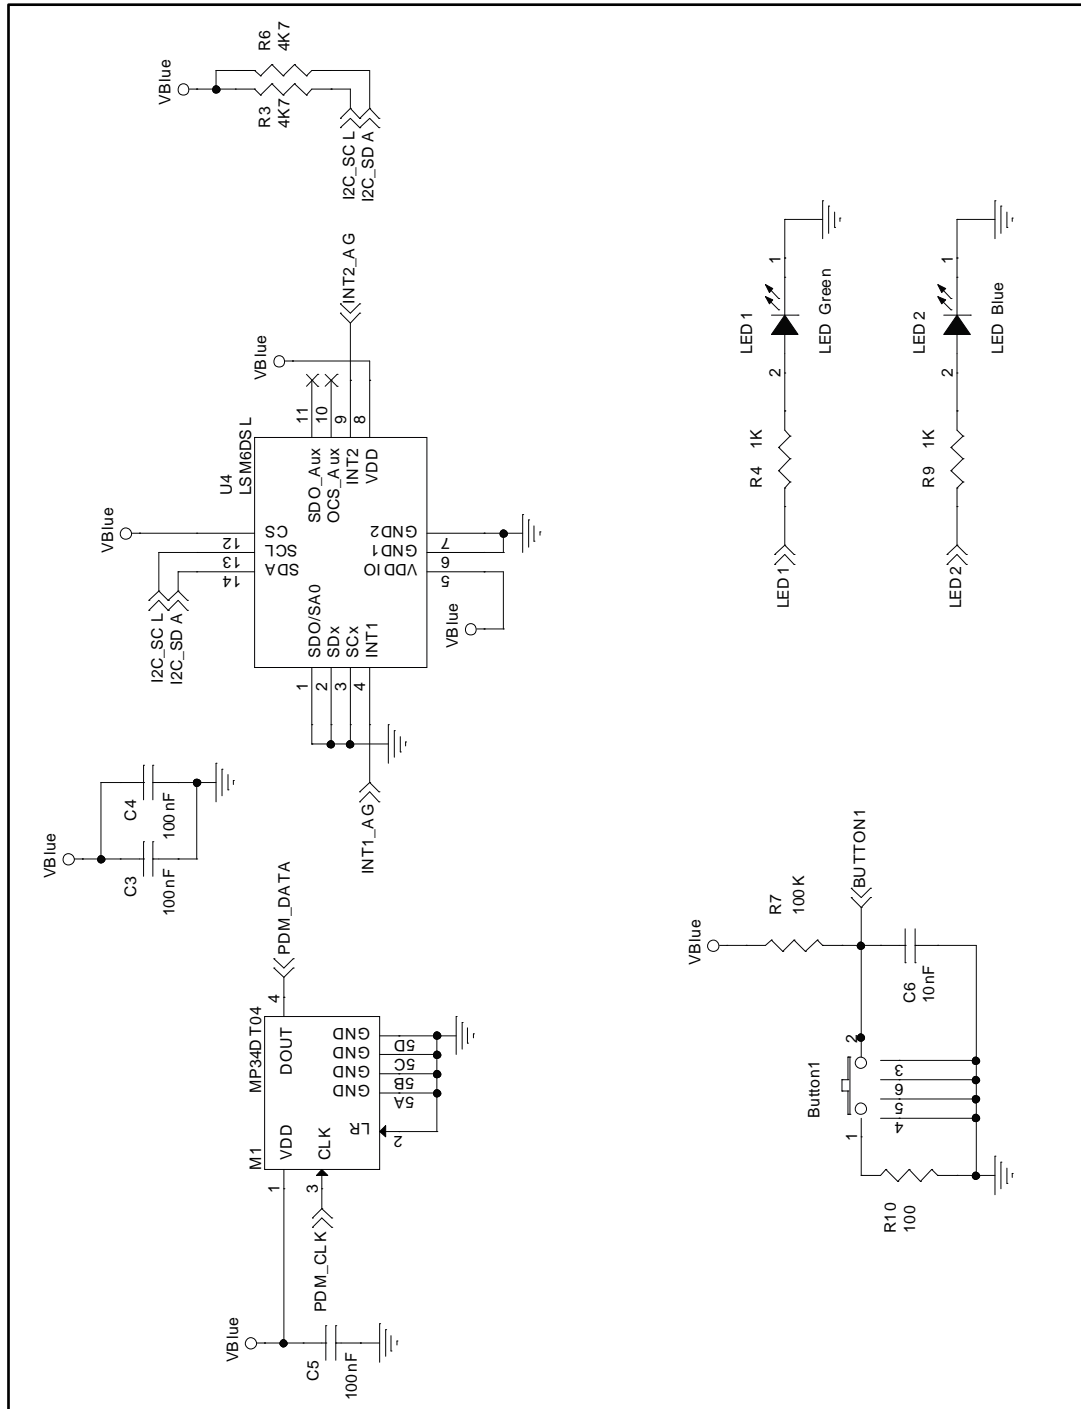 VBlue
R6
4K7
R3
4K7
I2C_SCL
I2C_SDA
INT2_AG
VBlue
U4
LSM6DSL
11
10
9
8
SDO_Aux
OCS_Aux
INT2
VDD
VBlue
CS
SCL
SDA
12
13
14
I2C_SCL
I2C_SDA
GND2
GND1
VDDIO
7
6
5
VBlue
SDO/SA0
SDx
SCx
INT1
1
2
3
4
INT1_AG
VBlue
C4
100nF
C3
100nF
PDM_DATA
4
M1
MP34DT04
DOUT
VDD
CLK
LR
GND
GND
GND
GND
5D
5C
5B
5A
2
1
3
PDM_CLK
VBlue
C5
100nF
LED1
LED Green
1
2
R4
1K
LED1
LED2
LED Blue
1
2
R9
1K
LED2
VBlue
R7
100K
BUTTON1
C6
10nF
Button1
2
1
3
6
5
4
R10
100